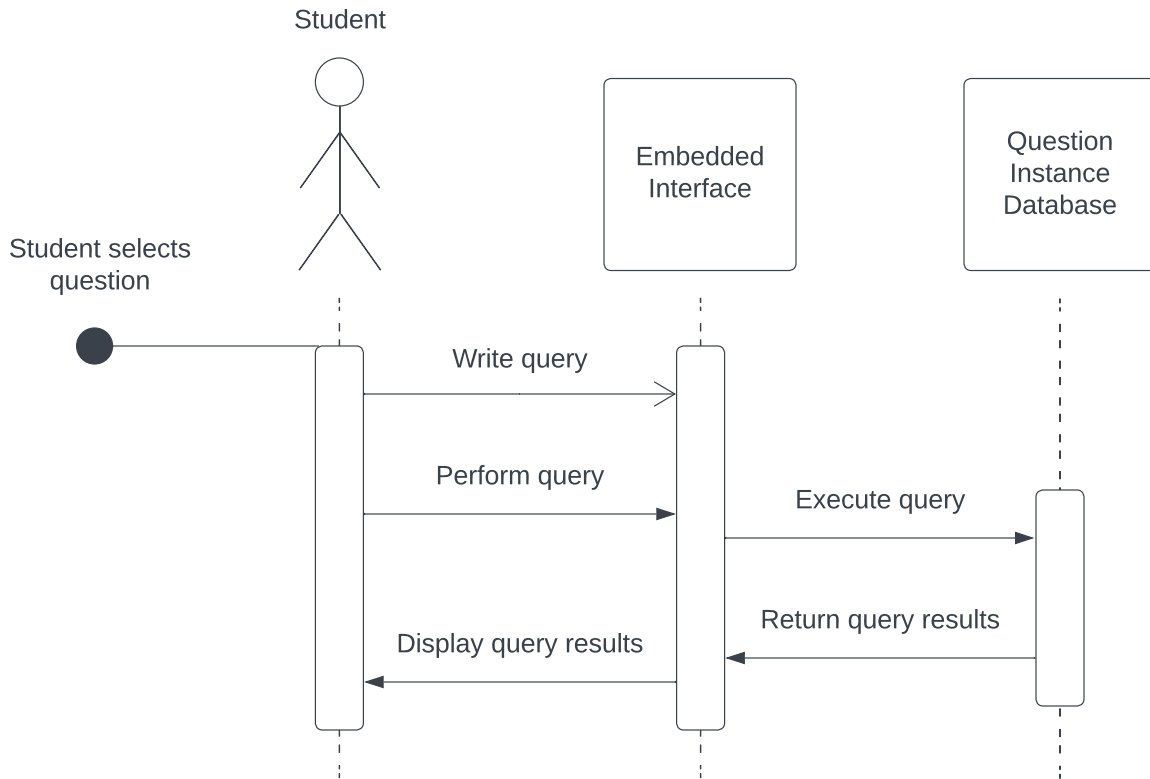 Student
Embedded
Interface
Question
Instance
Database
Student selects
question
Write query
Perform query
Execute query
Return query results
Display query results